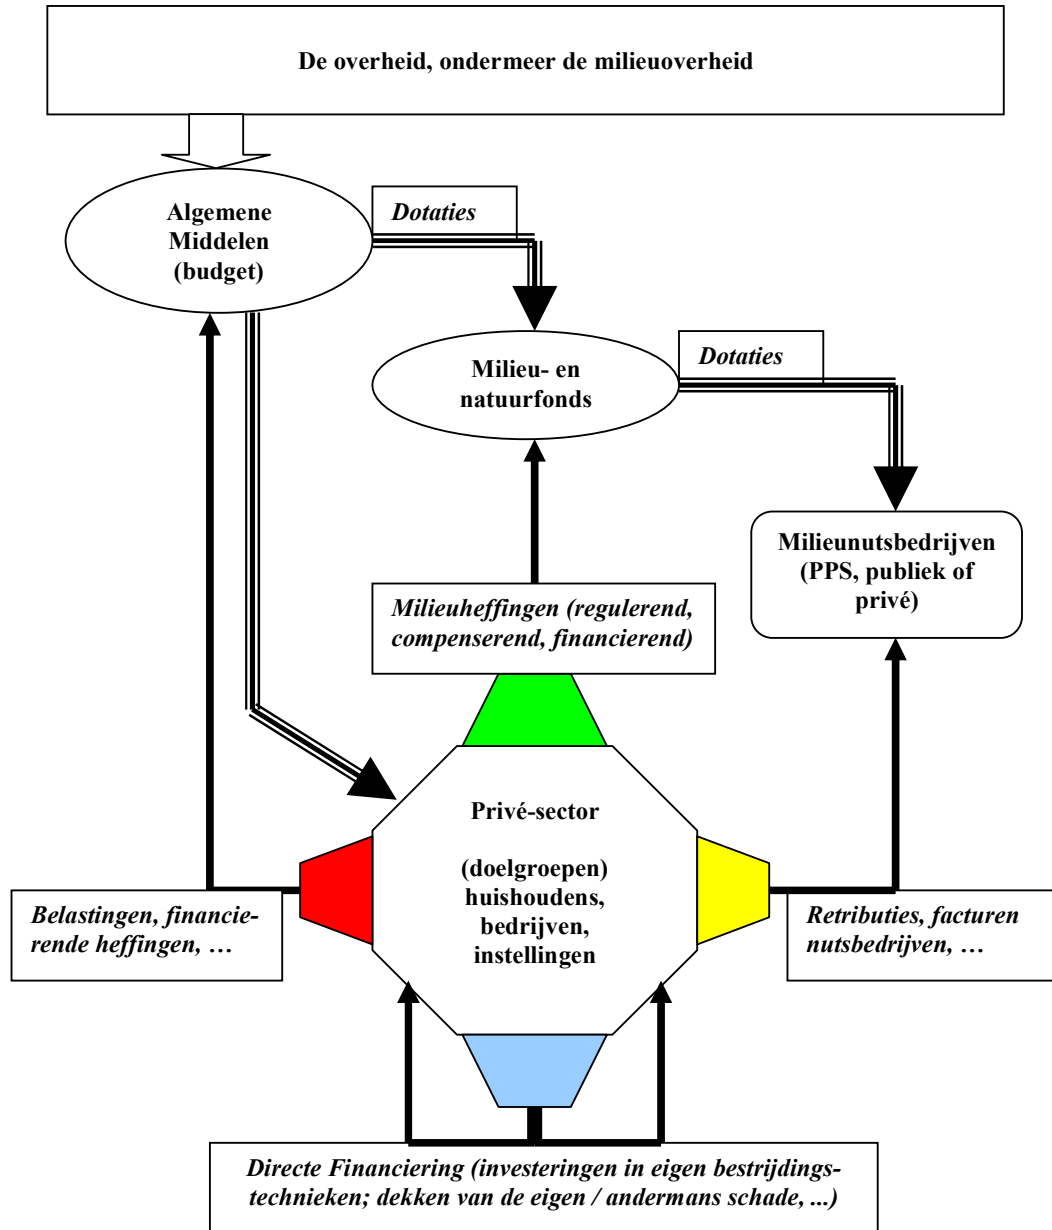 De overheid, ondermeer de milieuoverheid
Algemene
Middelen
(budget)
Dotaties
Milieu- en
natuurfonds
Dotaties
Milieunutsbedrijven
(PPS, publiek of
privé)
Milieuheffingen (regulerend,
compenserend, financierend)
Privé-sector
(doelgroepen)
huishoudens,
bedrijven,
instellingen
Belastingen, financie-
rende heffingen, …
Retributies, facturen
nutsbedrijven, …
Directe Financiering (investeringen in eigen bestrijdings-
technieken; dekken van de eigen / andermans schade, ...)